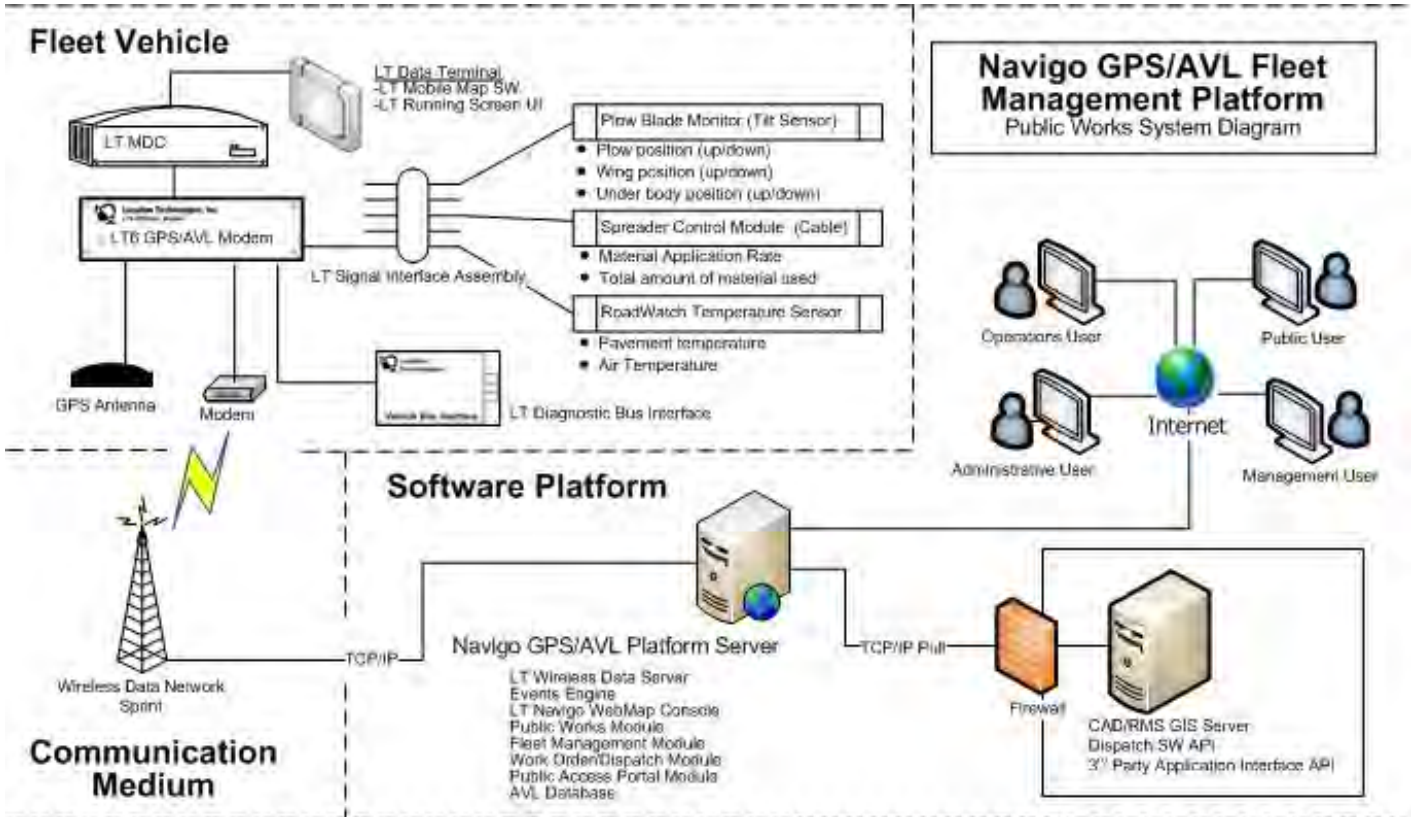 Fleet Vehicle
LT Data Terminal
-LT Mobile Map SW
-LT Running Screen UI
LT MDC
LT6 GPS/AVL Modem
LT Signal Interface Assembly
Plow Blade Monitor (Tilt Sensor)
• Plow position (up/down)
• Wing position (up/down)
• Under body position (up/down)
Spreader Control Module (Cable)
• Material Application Rate
• Total amount of material used
RoadWatch Temperature Sensor
• Pavement temperature
• Air Temperature
GPS Antenna
Modem
Vehicle Bus Interface
LT Diagnostic Bus Interface
Navigo GPS/AVL Fleet
Management Platform
Public Works System Diagram
Operations User
Public User
Internet
Administrative User
Management User
Wireless Data Network
Sprint
Communication
Medium
Software Platform
TCP/IP
Navigo GPS/AVL Platform Server
LT Wireless Data Server
Events Engine
LT Navigo WebMap Console
Public Works Module
Fleet Management Module
Work Order/Dispatch Module
Public Access Portal Module
AVL Database
TCP/IP Pull
Firewall
CAD/RMS GIS Server
Dispatch SW API
3rd Party Application Interface API